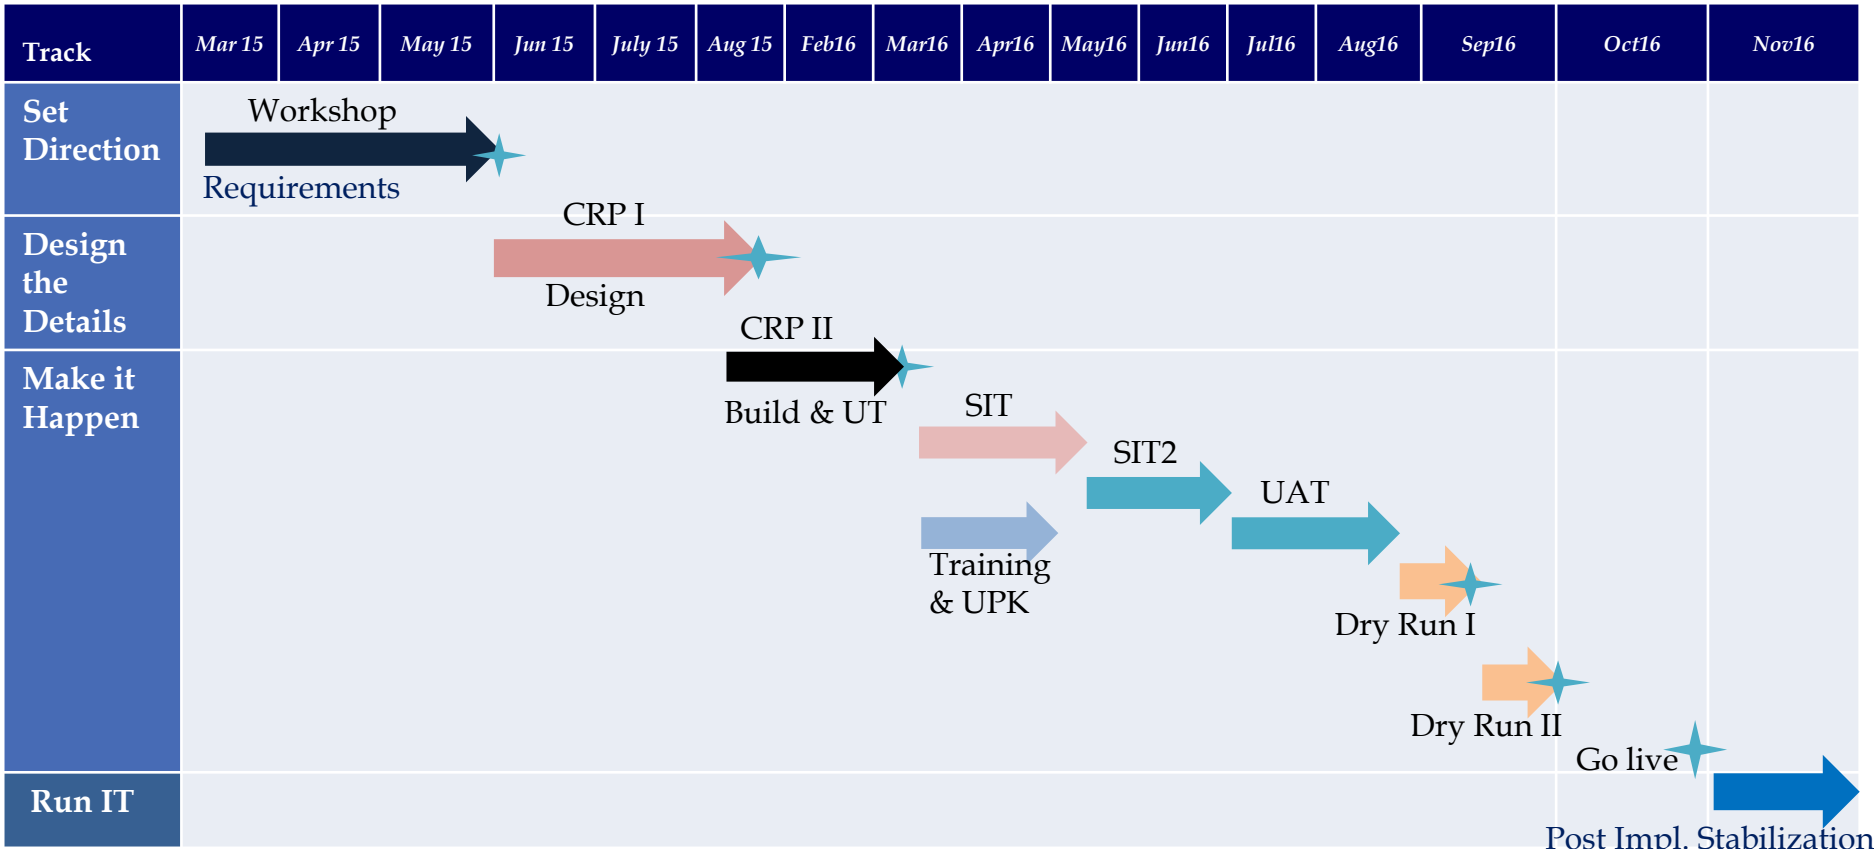 Track
Mar 15
Apr 15
May 15
Jun 15
July 15
Aug 15
Feb16
Mar16
Apr16
May16
Jun16
Jul16
Aug16
Sep16
Oct16
Nov16
Set
Direction
Workshop
Requirements
Design
the
Details
CRP I
Design
Make it
Happen
CRP II
Build & UT
SIT
SIT2
UAT
Training
& UPK
Dry Run I
Dry Run II
Go live
Run IT
Post Impl. Stabilization